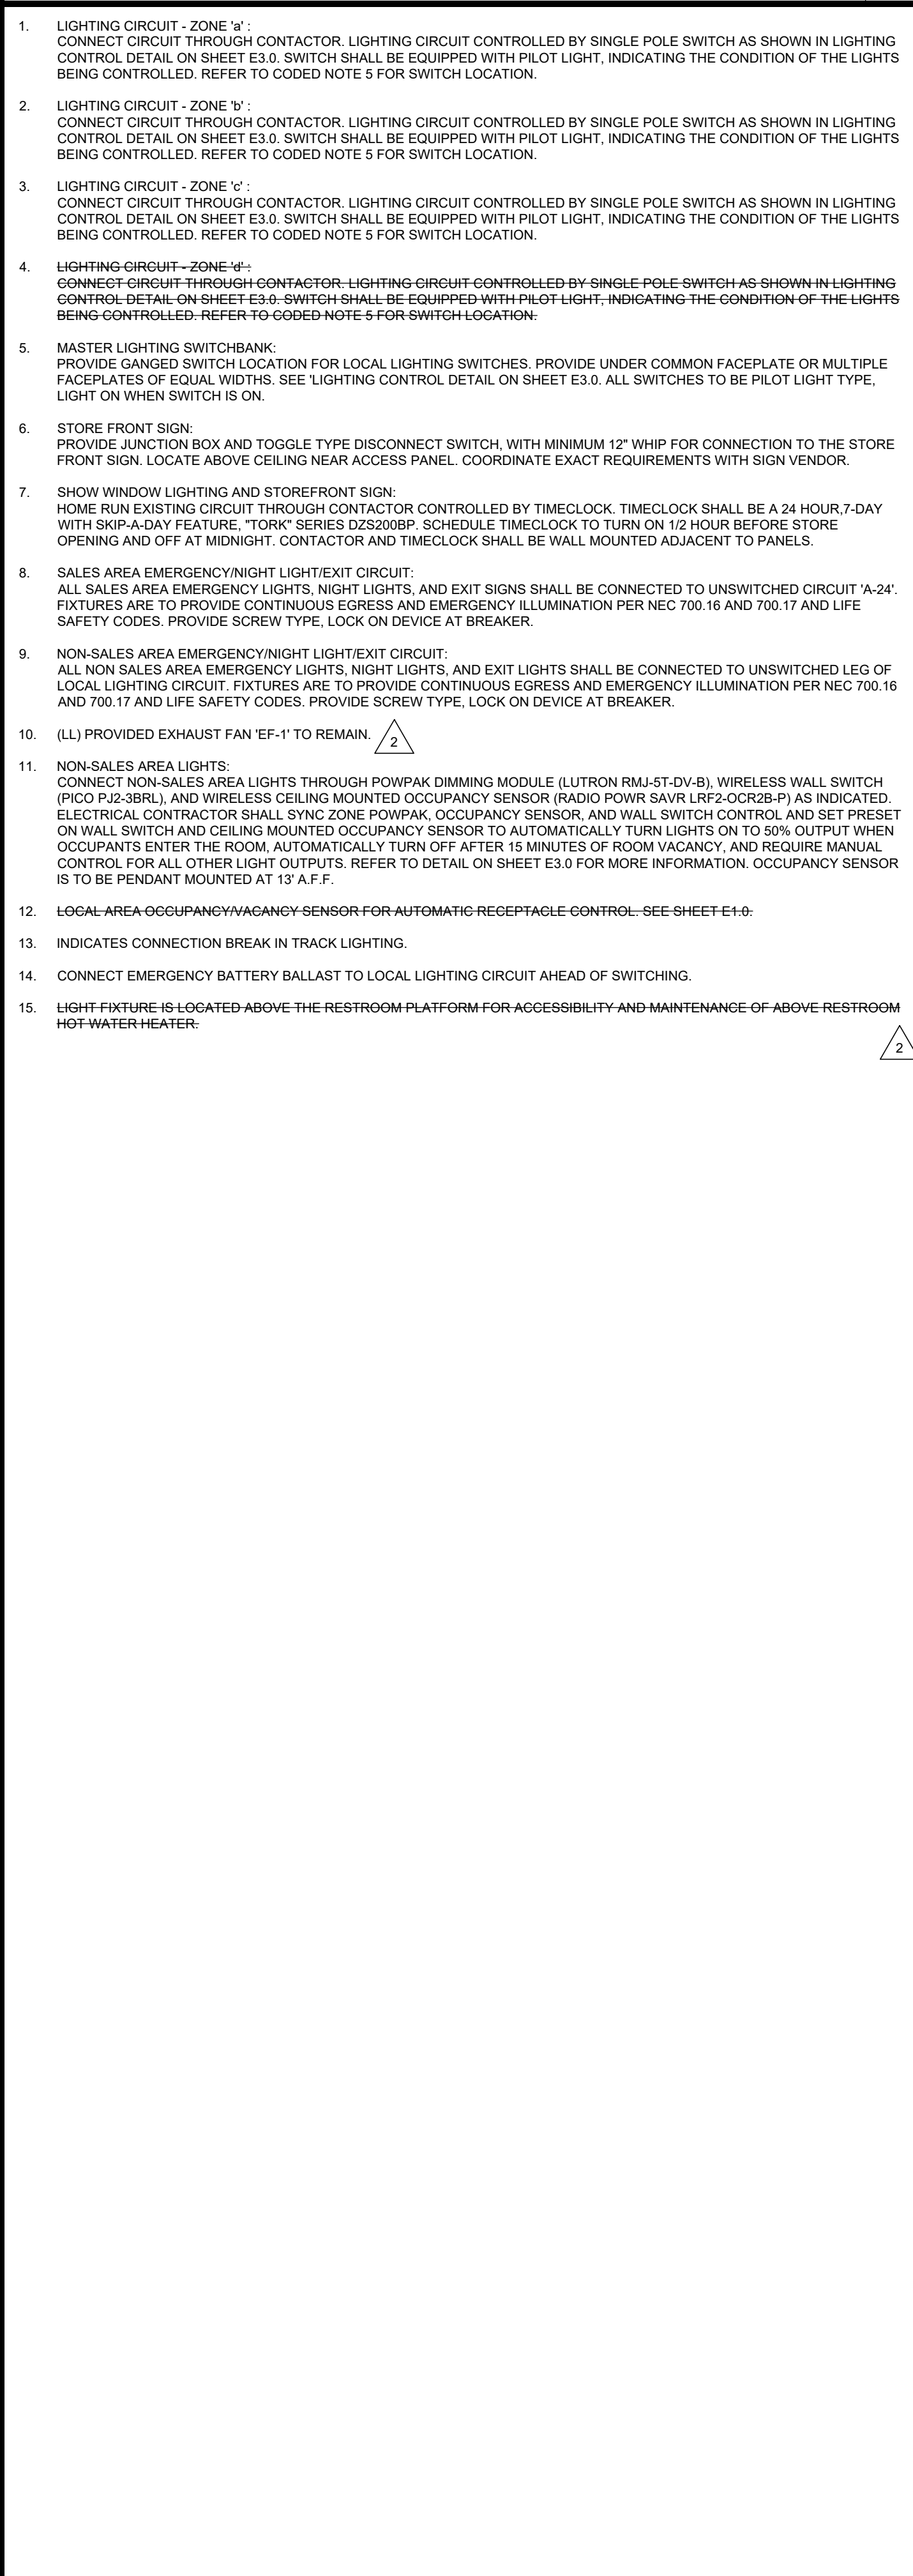 1. LIGHTING CIRCUIT - ZONE 'a' :
CONNECT CIRCUIT THROUGH CONTACTOR. LIGHTING CIRCUIT CONTROLLED BY SINGLE POLE SWITCH AS SHOWN IN LIGHTING
CONTROL DETAIL ON SHEET E3.0. SWITCH SHALL BE EQUIPPED WITH PILOT LIGHT, INDICATING THE CONDITION OF THE LIGHTS
BEING CONTROLLED. REFER TO CODED NOTE 5 FOR SWITCH LOCATION.
2. LIGHTING CIRCUIT - ZONE 'b' :
CONNECT CIRCUIT THROUGH CONTACTOR. LIGHTING CIRCUIT CONTROLLED BY SINGLE POLE SWITCH AS SHOWN IN LIGHTING
CONTROL DETAIL ON SHEET E3.0. SWITCH SHALL BE EQUIPPED WITH PILOT LIGHT, INDICATING THE CONDITION OF THE LIGHTS
BEING CONTROLLED. REFER TO CODED NOTE 5 FOR SWITCH LOCATION.
3. LIGHTING CIRCUIT - ZONE 'c' :
CONNECT CIRCUIT THROUGH CONTACTOR. LIGHTING CIRCUIT CONTROLLED BY SINGLE POLE SWITCH AS SHOWN IN LIGHTING
CONTROL DETAIL ON SHEET E3.0. SWITCH SHALL BE EQUIPPED WITH PILOT LIGHT, INDICATING THE CONDITION OF THE LIGHTS
BEING CONTROLLED. REFER TO CODED NOTE 5 FOR SWITCH LOCATION.
4. LIGHTING CIRCUIT - ZONE 'd' :
CONNECT CIRCUIT THROUGH CONTACTOR. LIGHTING CIRCUIT CONTROLLED BY SINGLE POLE SWITCH AS SHOWN IN LIGHTING
CONTROL DETAIL ON SHEET E3.0. SWITCH SHALL BE EQUIPPED WITH PILOT LIGHT, INDICATING THE CONDITION OF THE LIGHTS
BEING CONTROLLED. REFER TO CODED NOTE 5 FOR SWITCH LOCATION.
5. MASTER LIGHTING SWITCHBANK:
PROVIDE GANGED SWITCH LOCATION FOR LOCAL LIGHTING SWITCHES. PROVIDE UNDER COMMON FACEPLATE OR MULTIPLE
FACEPLATES OF EQUAL WIDTHS. SEE 'LIGHTING CONTROL DETAIL ON SHEET E3.0. ALL SWITCHES TO BE PILOT LIGHT TYPE,
LIGHT ON WHEN SWITCH IS ON.
6. STORE FRONT SIGN:
PROVIDE JUNCTION BOX AND TOGGLE TYPE DISCONNECT SWITCH, WITH MINIMUM 12" WHIP FOR CONNECTION TO THE STORE
FRONT SIGN. LOCATE ABOVE CEILING NEAR ACCESS PANEL. COORDINATE EXACT REQUIREMENTS WITH SIGN VENDOR.
7. SHOW WINDOW LIGHTING AND STOREFRONT SIGN:
HOME RUN EXISTING CIRCUIT THROUGH CONTACTOR CONTROLLED BY TIMECLOCK. TIMECLOCK SHALL BE A 24 HOUR,7-DAY
WITH SKIP-A-DAY FEATURE, "TORK" SERIES DZS200BP. SCHEDULE TIMECLOCK TO TURN ON 1/2 HOUR BEFORE STORE
OPENING AND OFF AT MIDNIGHT. CONTACTOR AND TIMECLOCK SHALL BE WALL MOUNTED ADJACENT TO PANELS.
8. SALES AREA EMERGENCY/NIGHT LIGHT/EXIT CIRCUIT:
ALL SALES AREA EMERGENCY LIGHTS, NIGHT LIGHTS, AND EXIT SIGNS SHALL BE CONNECTED TO UNSWITCHED CIRCUIT 'A-24'.
FIXTURES ARE TO PROVIDE CONTINUOUS EGRESS AND EMERGENCY ILLUMINATION PER NEC 700.16 AND 700.17 AND LIFE
SAFETY CODES. PROVIDE SCREW TYPE, LOCK ON DEVICE AT BREAKER.
9. NON-SALES AREA EMERGENCY/NIGHT LIGHT/EXIT CIRCUIT:
ALL NON SALES AREA EMERGENCY LIGHTS, NIGHT LIGHTS, AND EXIT LIGHTS SHALL BE CONNECTED TO UNSWITCHED LEG OF
LOCAL LIGHTING CIRCUIT. FIXTURES ARE TO PROVIDE CONTINUOUS EGRESS AND EMERGENCY ILLUMINATION PER NEC 700.16
AND 700.17 AND LIFE SAFETY CODES. PROVIDE SCREW TYPE, LOCK ON DEVICE AT BREAKER.
10. (LL) PROVIDED EXHAUST FAN 'EF-1' TO REMAIN. 2
11. NON-SALES AREA LIGHTS:
CONNECT NON-SALES AREA LIGHTS THROUGH POWPAK DIMMING MODULE (LUTRON RMJ-5T-DV-B), WIRELESS WALL SWITCH
(PICO PJ2-3BRL), AND WIRELESS CEILING MOUNTED OCCUPANCY SENSOR (RADIO POWR SAVR LRF2-OCR2B-P) AS INDICATED.
ELECTRICAL CONTRACTOR SHALL SYNC ZONE POWPAK, OCCUPANCY SENSOR, AND WALL SWITCH CONTROL AND SET PRESET
ON WALL SWITCH AND CEILING MOUNTED OCCUPANCY SENSOR TO AUTOMATICALLY TURN LIGHTS ON TO 50% OUTPUT WHEN
OCCUPANTS ENTER THE ROOM, AUTOMATICALLY TURN OFF AFTER 15 MINUTES OF ROOM VACANCY, AND REQUIRE MANUAL
CONTROL FOR ALL OTHER LIGHT OUTPUTS. REFER TO DETAIL ON SHEET E3.0 FOR MORE INFORMATION. OCCUPANCY SENSOR
IS TO BE PENDANT MOUNTED AT 13' A.F.F.
12. LOCAL AREA OCCUPANCY/VACANCY SENSOR FOR AUTOMATIC RECEPTACLE CONTROL. SEE SHEET E1.0.
13. INDICATES CONNECTION BREAK IN TRACK LIGHTING.
14. CONNECT EMERGENCY BATTERY BALLAST TO LOCAL LIGHTING CIRCUIT AHEAD OF SWITCHING.
15. LIGHT FIXTURE IS LOCATED ABOVE THE RESTROOM PLATFORM FOR ACCESSIBILITY AND MAINTENANCE OF ABOVE RESTROOM
HOT WATER HEATER.
2